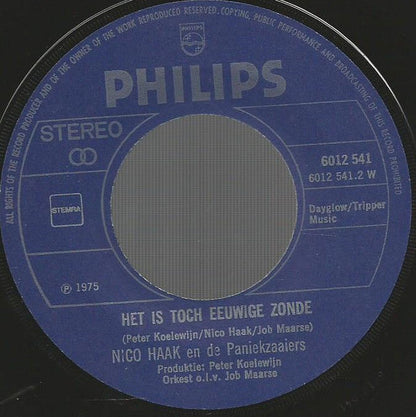 ALL RIGHTS OF THE RECORD PRODUCER AND OF THE OWNER OF THE WORK REPRODUCED RESERVED. COPYING, PUBLIC PERFORMANCE AND BROADCASTING OF THIS RECORD PROHIBITED
PHILIPS
STEREO
6012 541
6012 541.2 W
STEMRA
Dayglow/Tripper
Music
℗ 1975
HET IS TOCH EEUWIGE ZONDE
(Peter Koelewijn/Nico Haak/Job Maarse)
NICO HAAK en de Paniekzaaiers
Produktie: Peter Koelewijn
Orkest o.l.v. Job Maarse